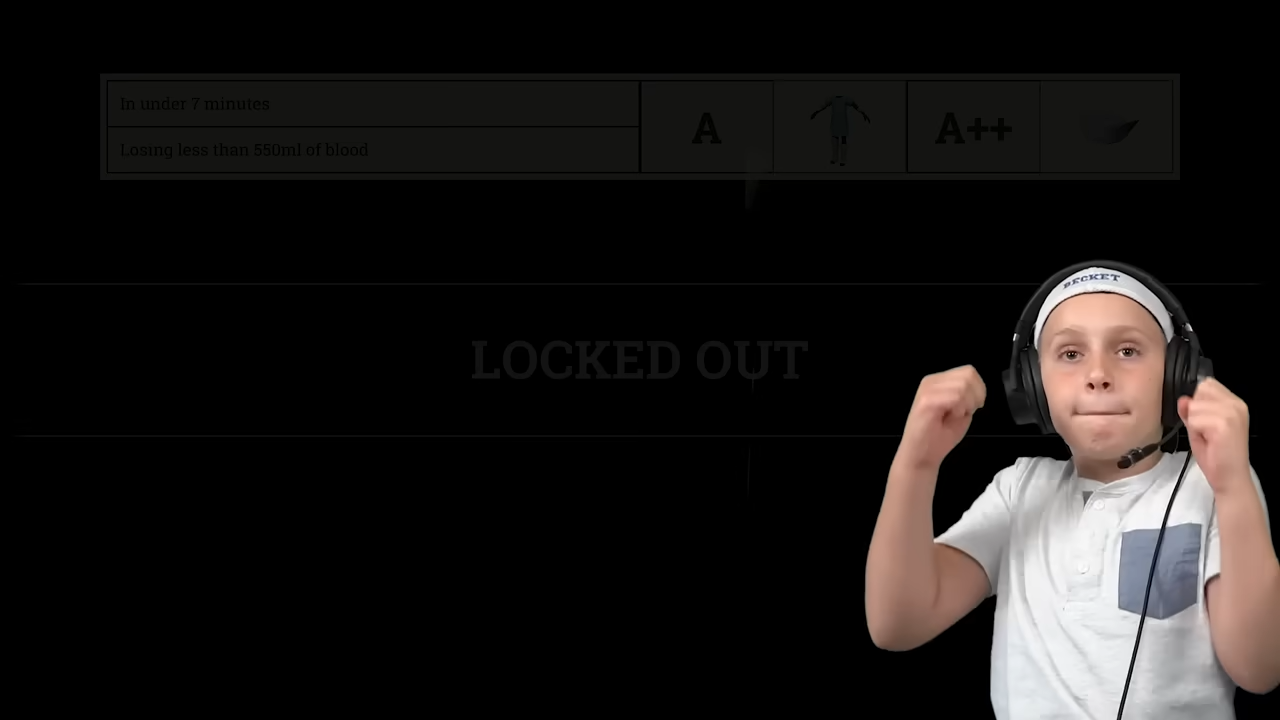 In under 7 minutes
Losing less than 550ml of blood
A
A++
LOCKED OUT
BECKET